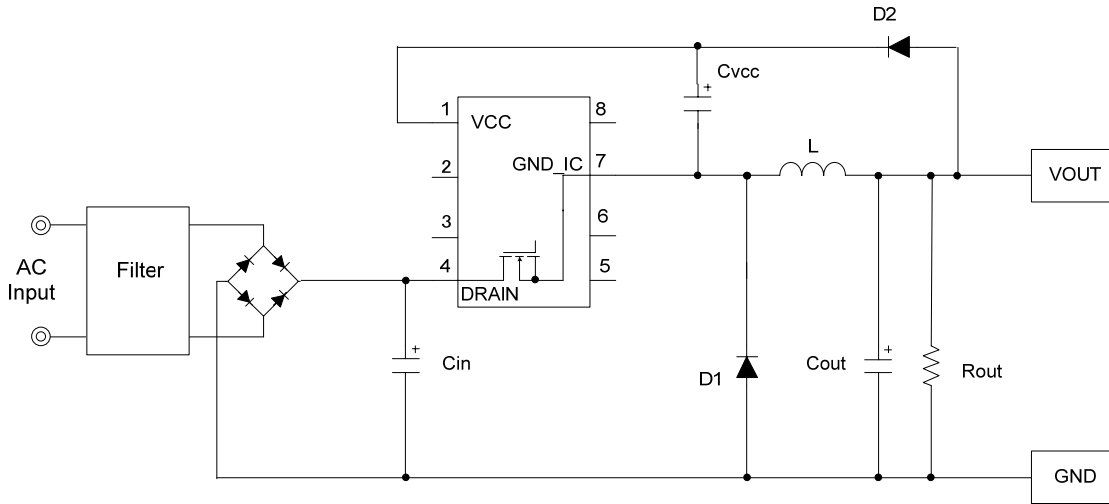 D2
Cvcc
1
VCC
8
GND_IC
7
L
VOUT
2
3
6
4
5
DRAIN
AC
Input
Filter
Cin
D1
Cout
Rout
GND
+
+
+